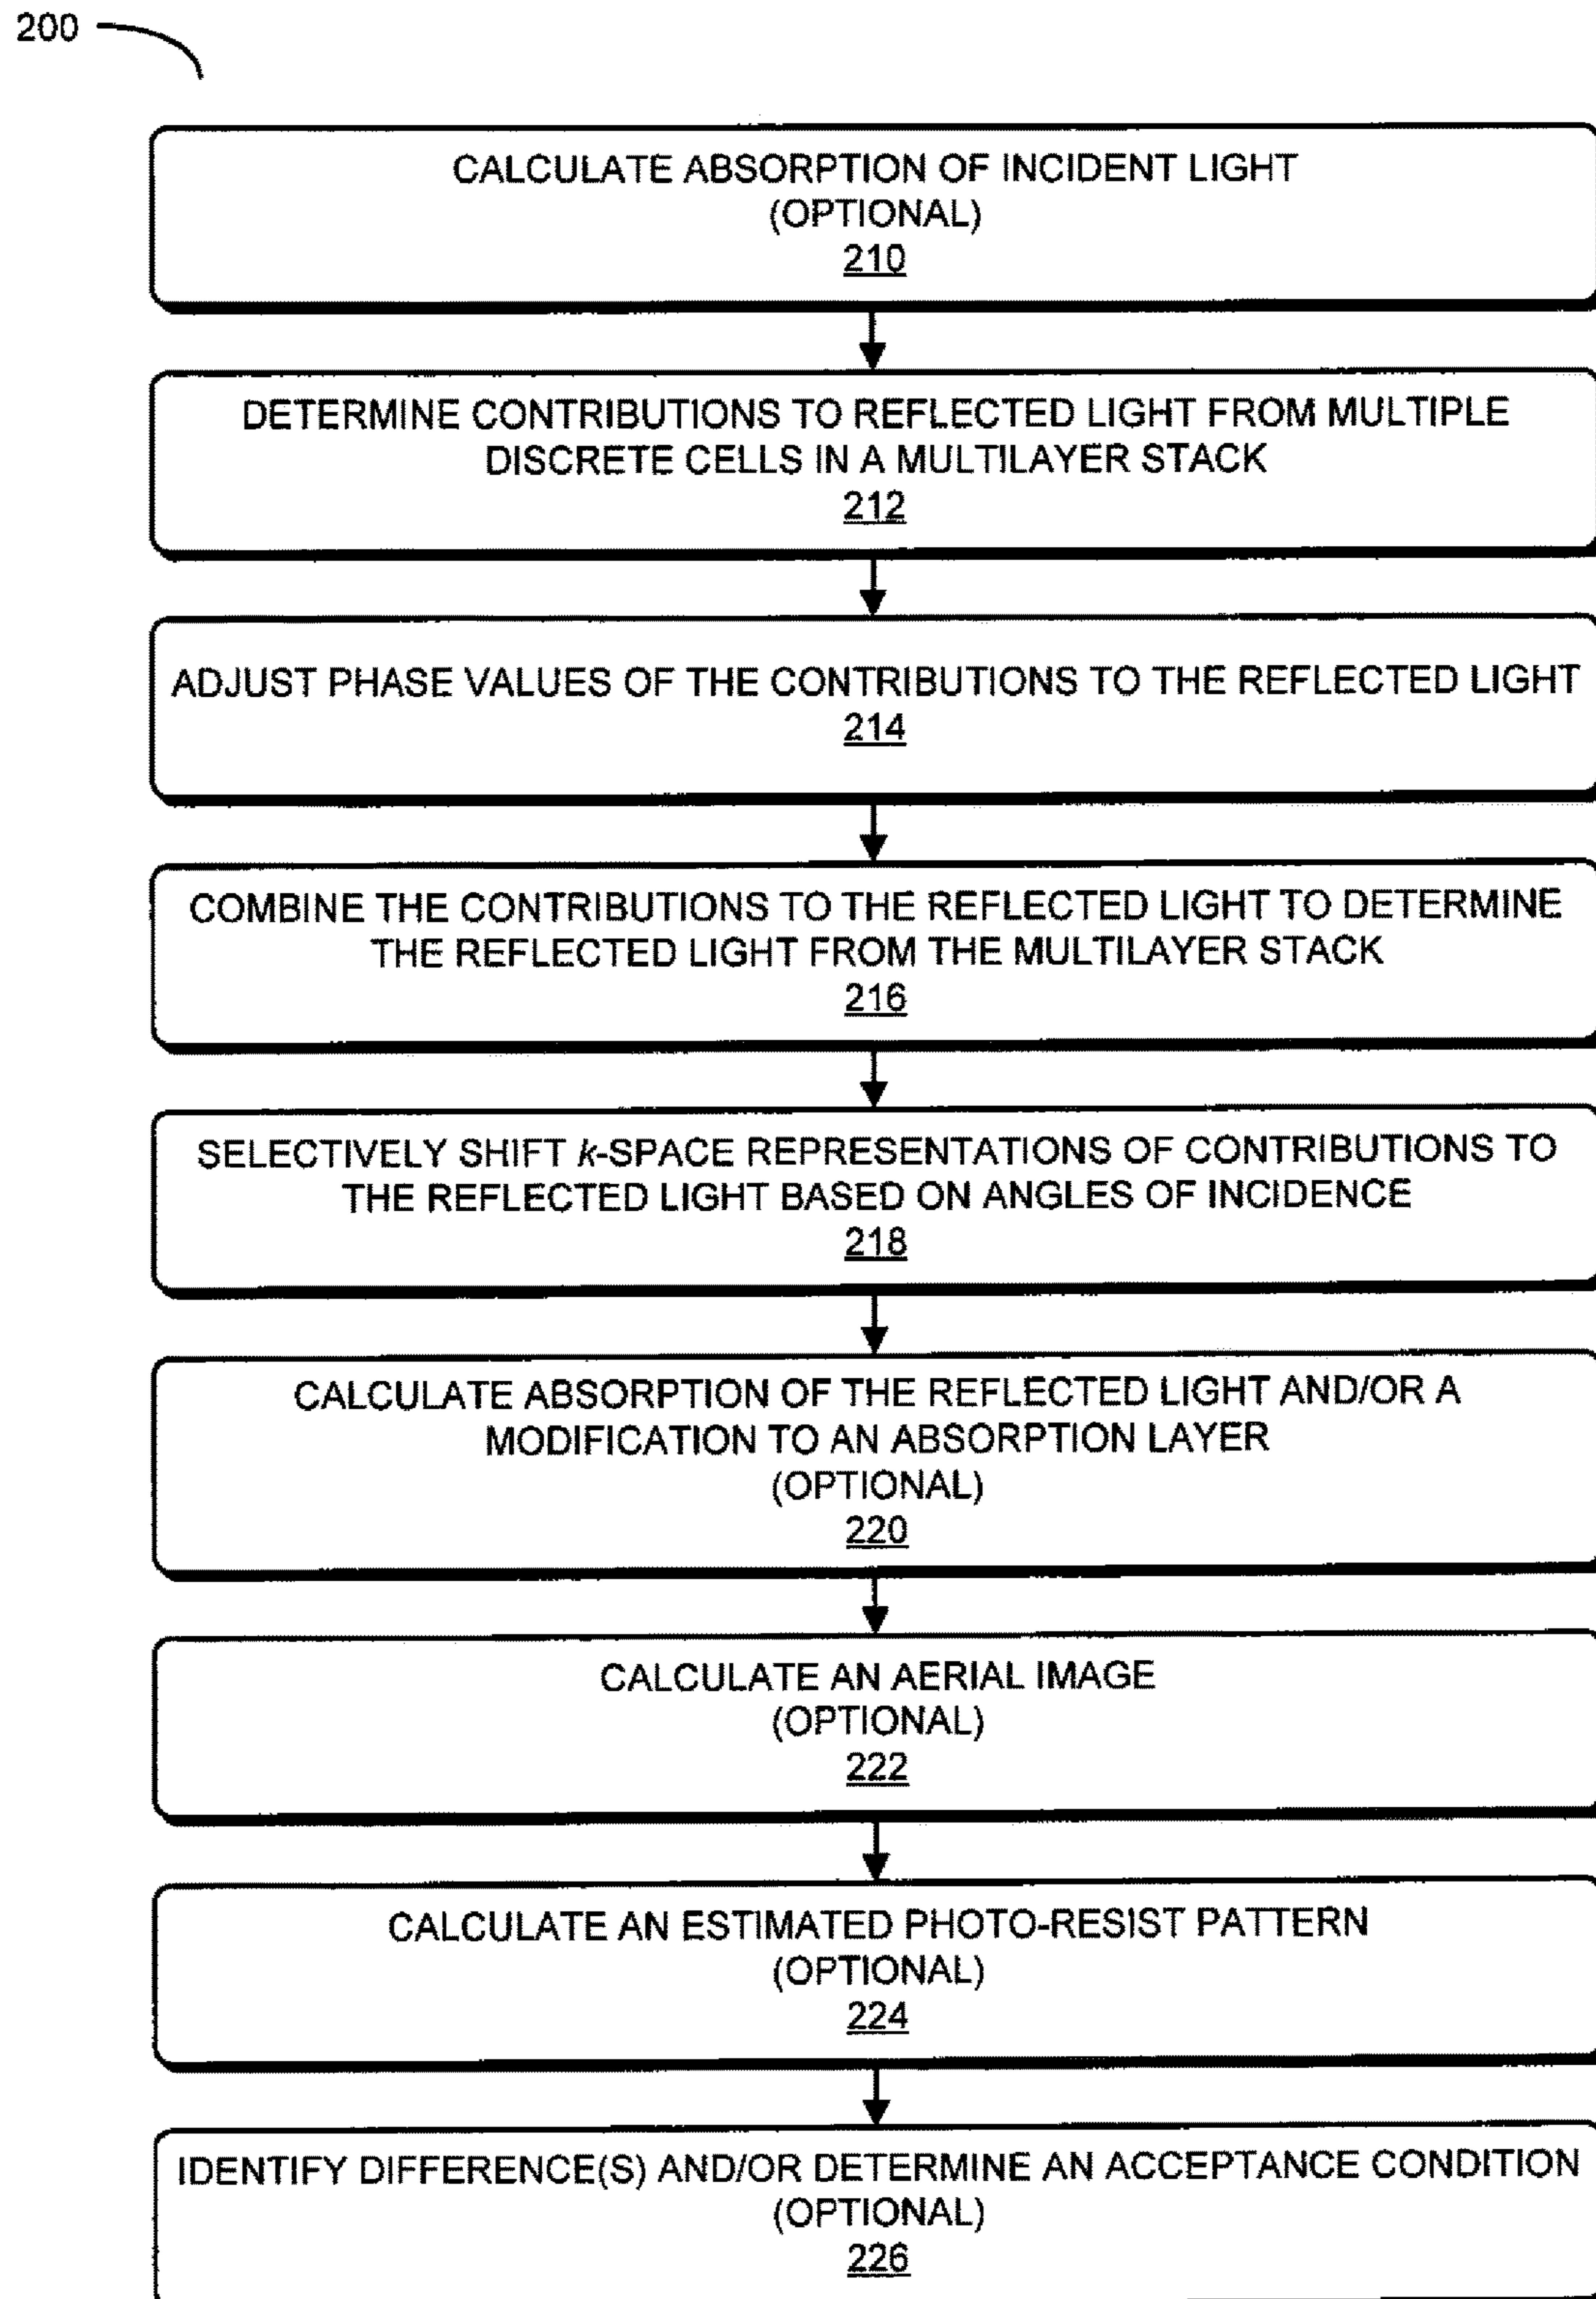 200
CALCULATE ABSORPTION OF INCIDENT LIGHT
(OPTIONAL)
210
DETERMINE CONTRIBUTIONS TO REFLECTED LIGHT FROM MULTIPLE
DISCRETE CELLS IN A MULTILAYER STACK
212
ADJUST PHASE VALUES OF THE CONTRIBUTIONS TO THE REFLECTED LIGHT
214
COMBINE THE CONTRIBUTIONS TO THE REFLECTED LIGHT TO DETERMINE
THE REFLECTED LIGHT FROM THE MULTILAYER STACK
216
SELECTIVELY SHIFT k-SPACE REPRESENTATIONS OF CONTRIBUTIONS TO
THE REFLECTED LIGHT BASED ON ANGLES OF INCIDENCE
218
CALCULATE ABSORPTION OF THE REFLECTED LIGHT AND/OR A
MODIFICATION TO AN ABSORPTION LAYER
(OPTIONAL)
220
CALCULATE AN AERIAL IMAGE
(OPTIONAL)
222
CALCULATE AN ESTIMATED PHOTO-RESIST PATTERN
(OPTIONAL)
224
IDENTIFY DIFFERENCE(S) AND/OR DETERMINE AN ACCEPTANCE CONDITION
(OPTIONAL)
226